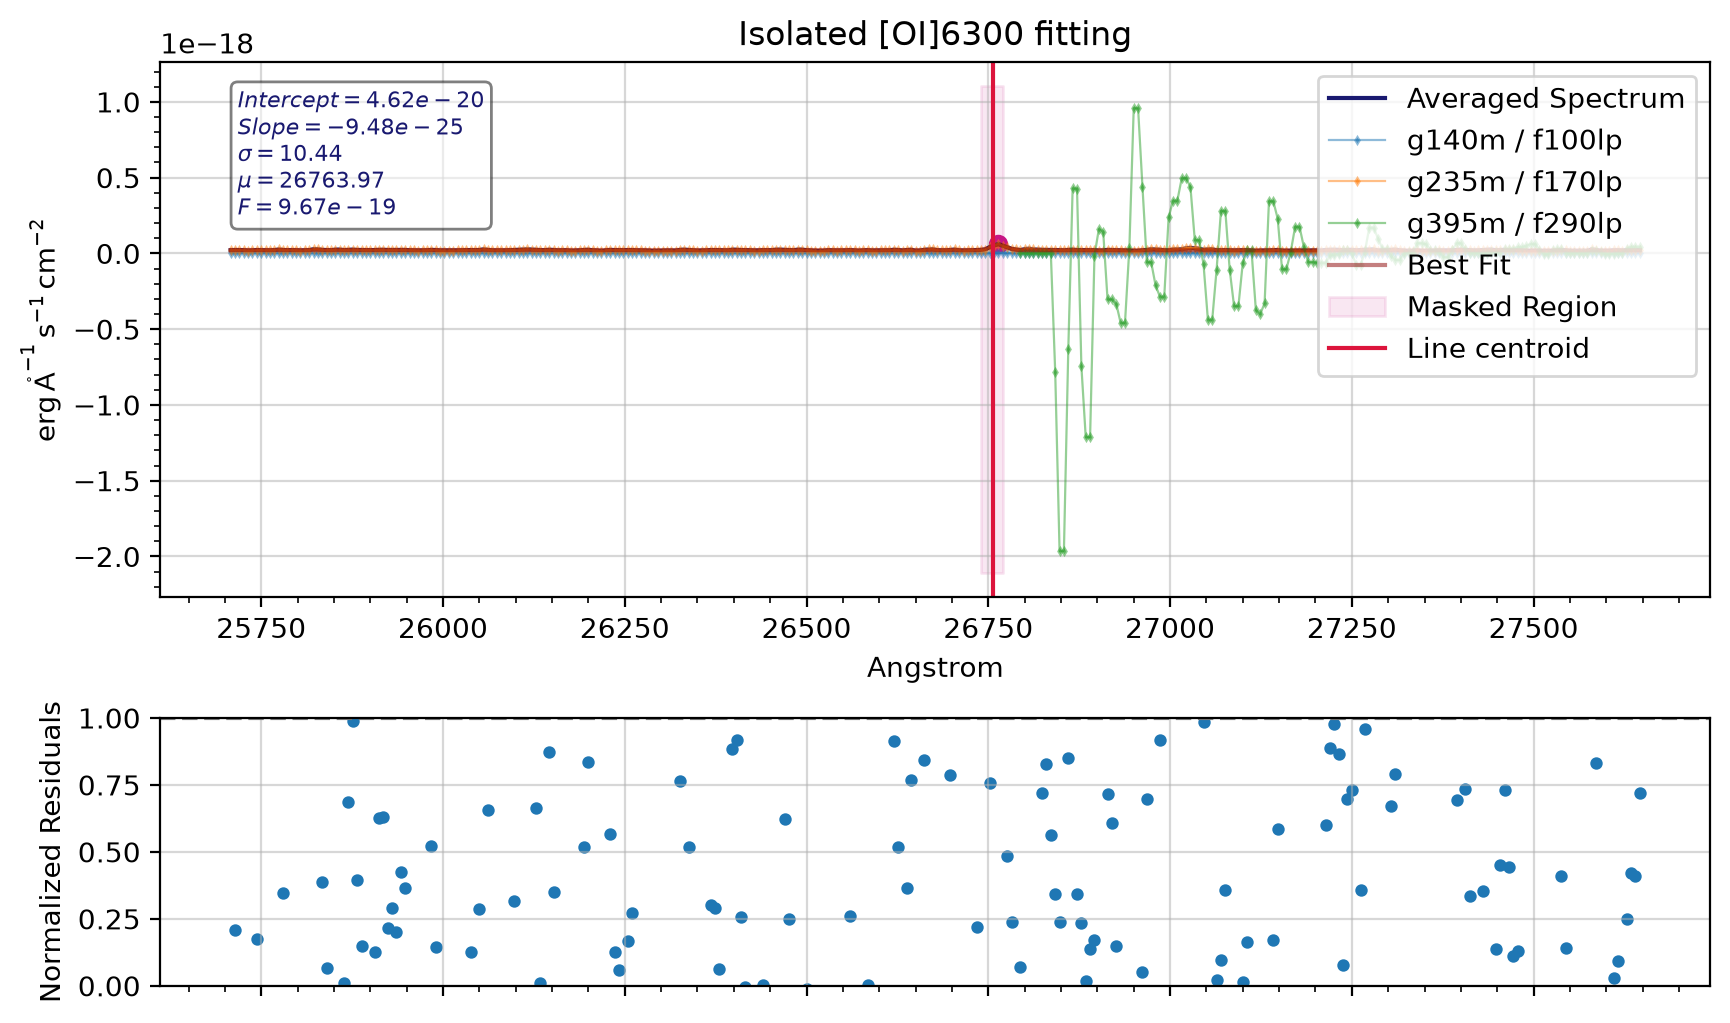 Isolated [OI]6300 fitting
1e−18
Intercept = 4.62e − 20
Slope = −9.48e − 25
σ = 10.44
μ = 26763.97
F = 9.67e − 19
Averaged Spectrum
g140m / f100lp
g235m / f170lp
g395m / f290lp
Best Fit
Masked Region
Line centroid
1.0
0.5
0.0
−0.5
−1.0
−1.5
−2.0
erg Å⁻¹ s⁻¹ cm⁻²
25750 26000 26250 26500 26750 27000 27250 27500
Angstrom
1.00
0.75
0.50
0.25
0.00
Normalized Residuals